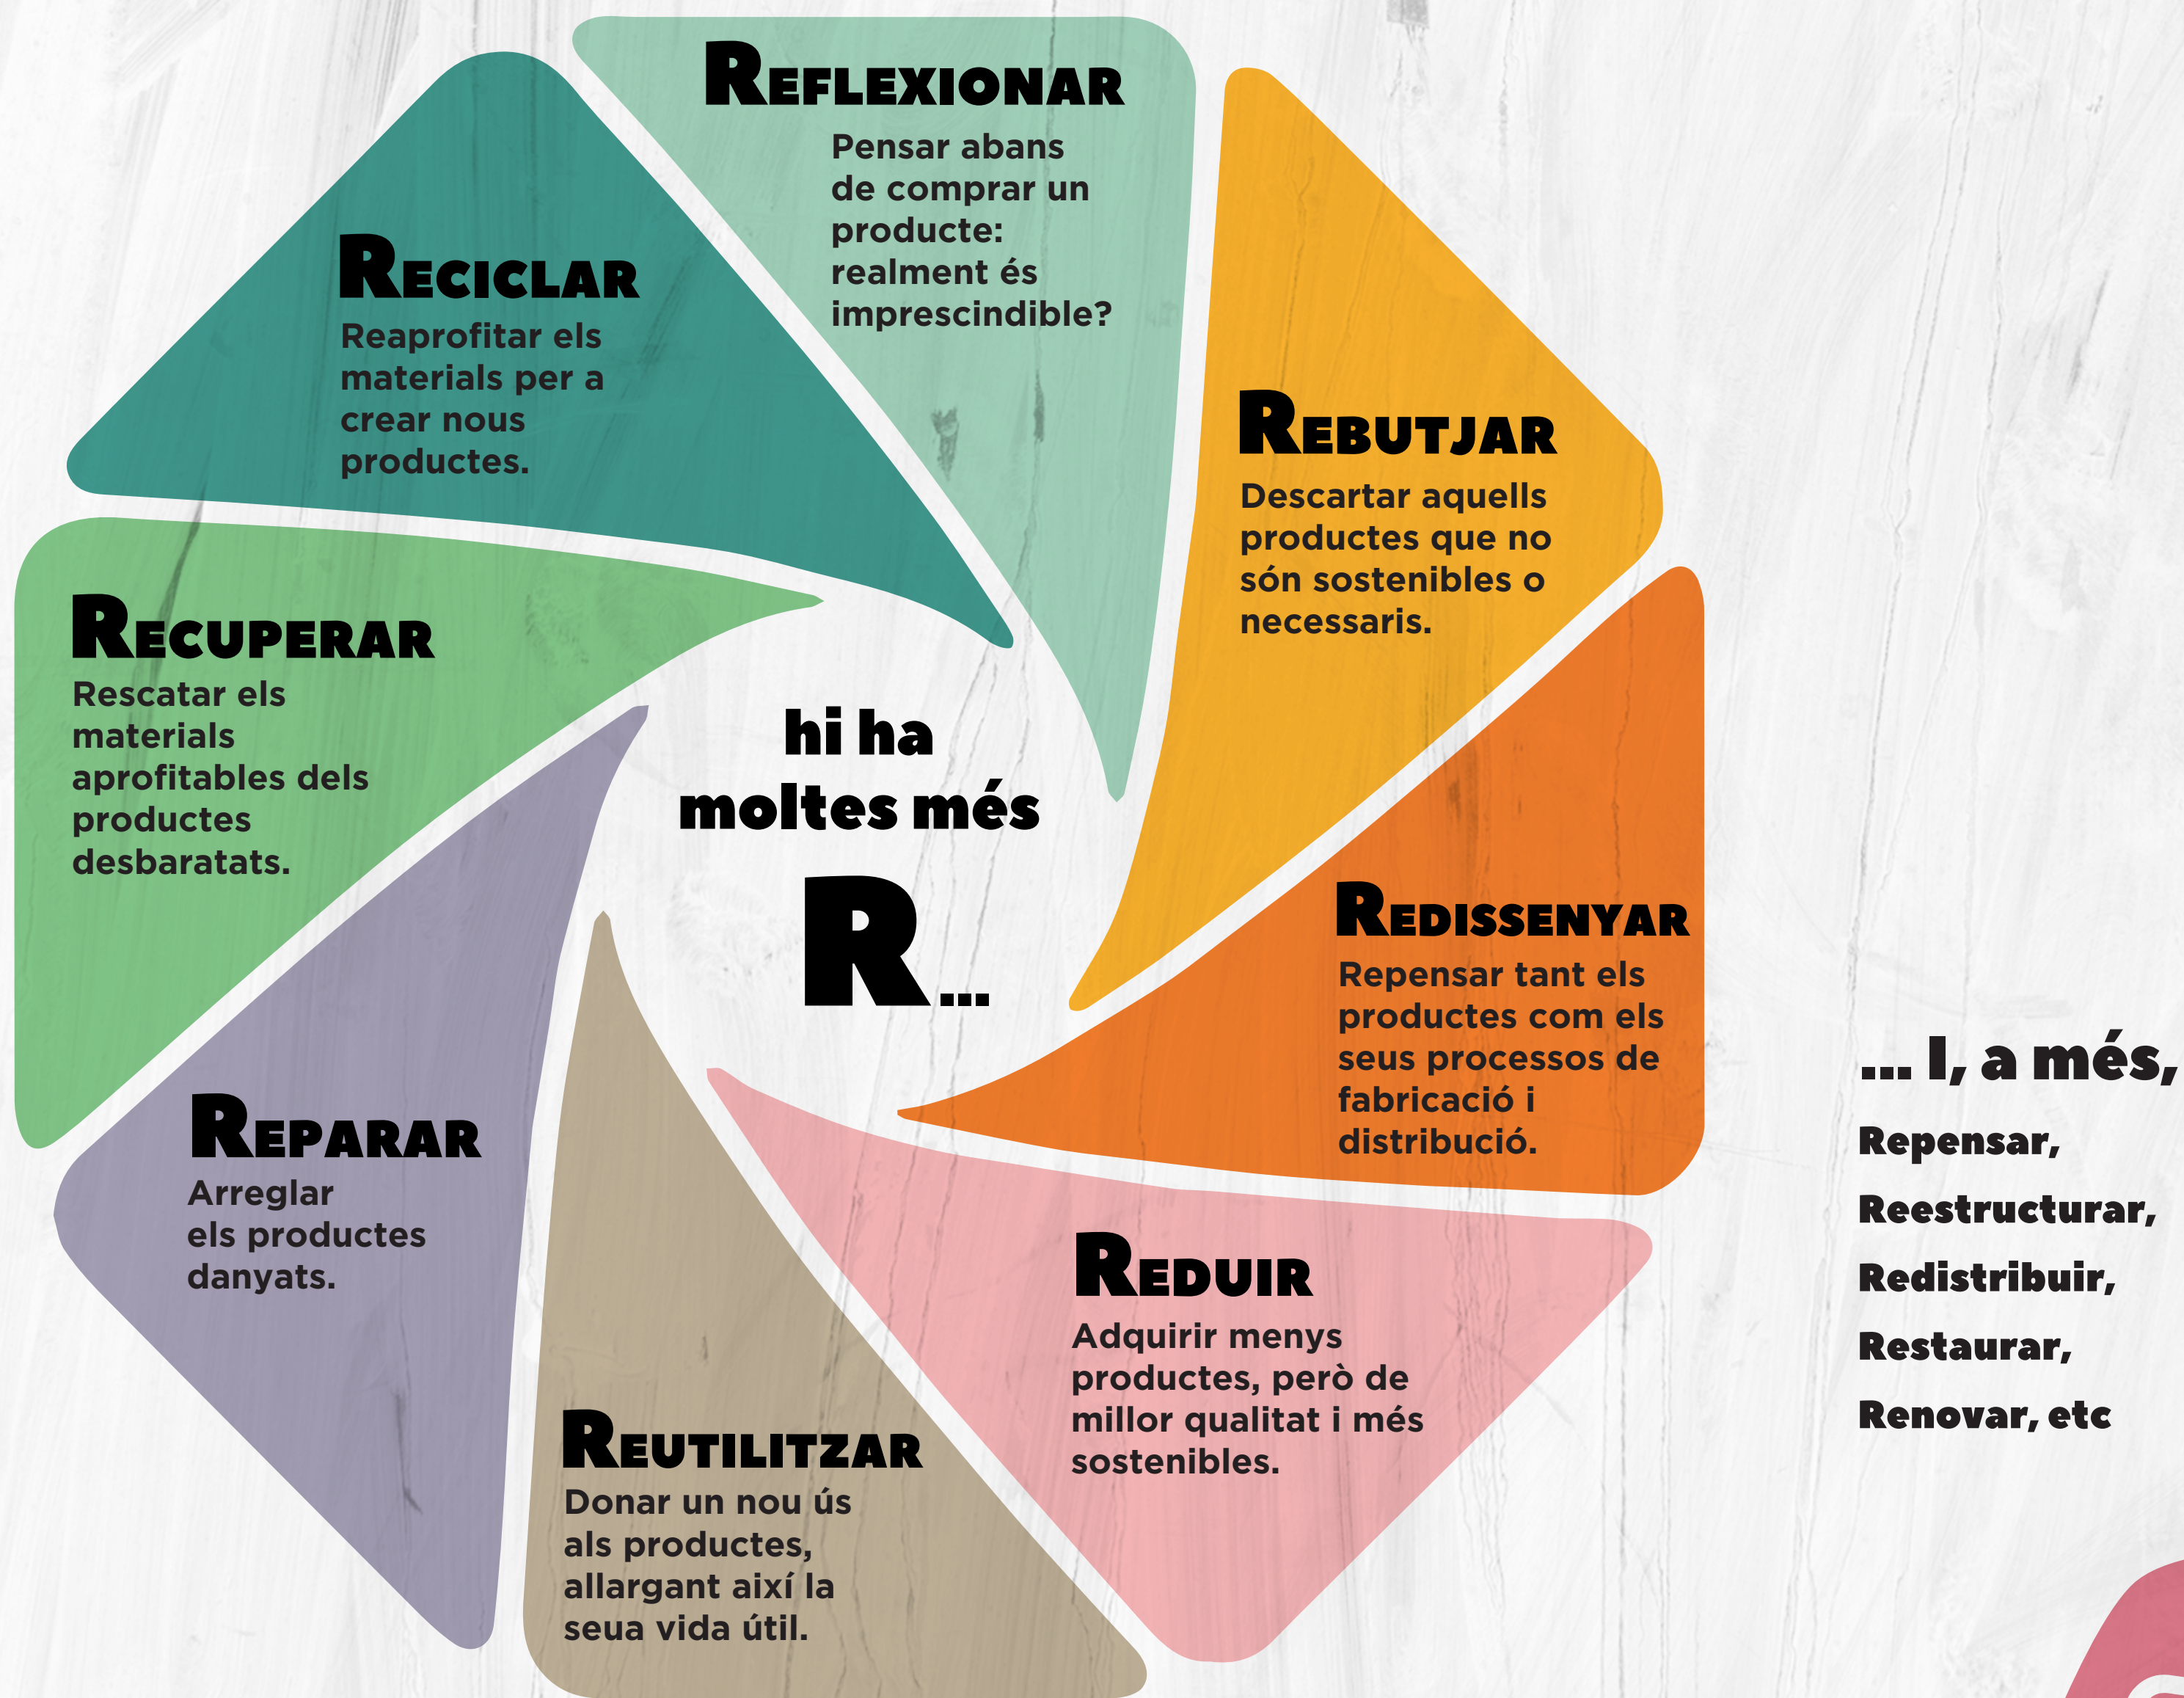 REFLEXIONAR
Pensar abans
de comprar un
producte:
realment és
imprescindible?
REBUTJAR
Descartar aquells
productes que no
són sostenibles o
necessaris.
REDISSENYAR
Repensar tant els
productes com els
seus processos de
fabricació i
distribució.
REDUIR
Adquirir menys
productes, però de
millor qualitat i més
sostenibles.
REUTILITZAR
Donar un nou ús
als productes,
allargant així la
seua vida útil.
REPARAR
Arreglar
els productes
danyats.
RECUPERAR
Rescatar els
materials
aprofitables dels
productes
desbaratats.
RECICLAR
Reaprofitar els
materials per a
crear nous
productes.
hi ha
moltes més
R...
... I, a més,
Repensar,
Reestructurar,
Redistribuir,
Restaurar,
Renovar, etc